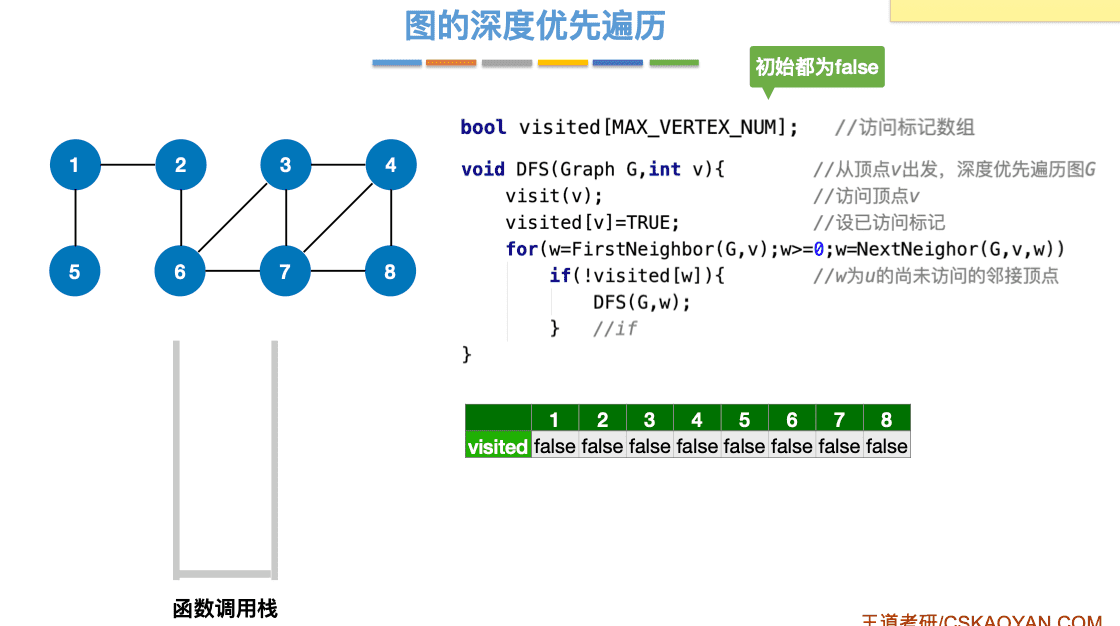 图的深度优先遍历
初始都为false
bool visited[MAX_VERTEX_NUM]; //访问标记数组
void DFS(Graph G,int v){ //从顶点v出发，深度优先遍历图G
visit(v); //访问顶点v
visited[v]=TRUE; //设已访问标记
for(w=FirstNeighbor(G,v);w>=0;w=NextNeighor(G,v,w))
if(!visited[w]){ //w为u的尚未访问的邻接顶点
DFS(G,w);
} //if
}
1 2 3 4
5 6 7 8
1 2 3 4 5 6 7 8
visited false false false false false false false false
函数调用栈
王道考研/CSKAOYAN.COM